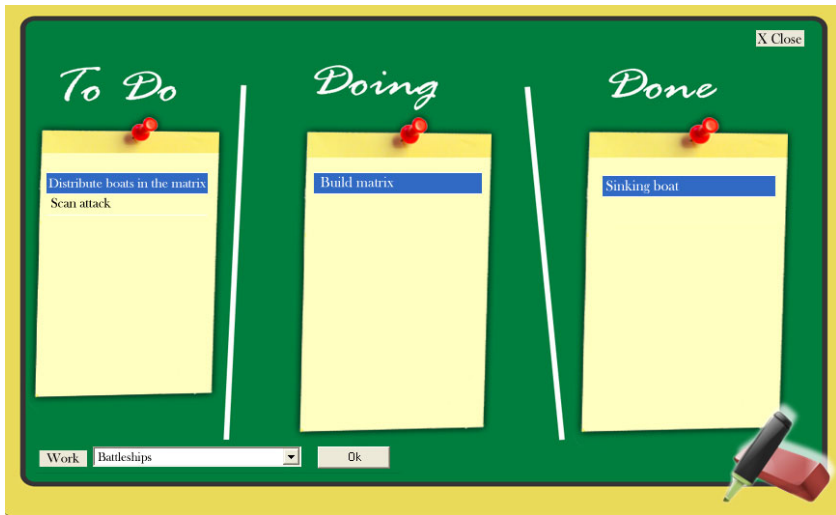 X Close
To Do
Doing
Done
Distribute boats in the matrix
Scan attack
Build matrix
Sinking boat
Work
Battleships
Ok